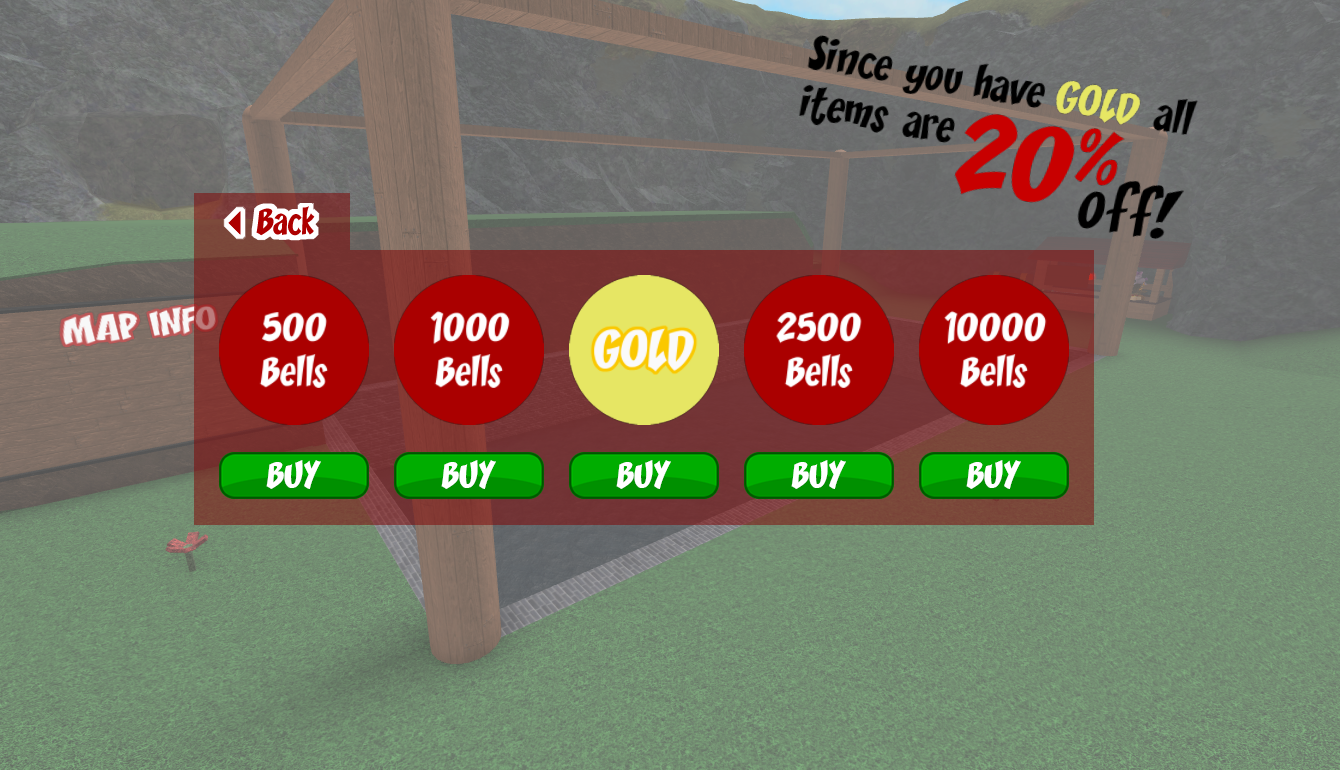 Since you have GOLD all
items are 20%
off!
Back
MAP INFO
500
Bells
1000
Bells
GOLD
2500
Bells
10000
Bells
BUY
BUY
BUY
BUY
BUY